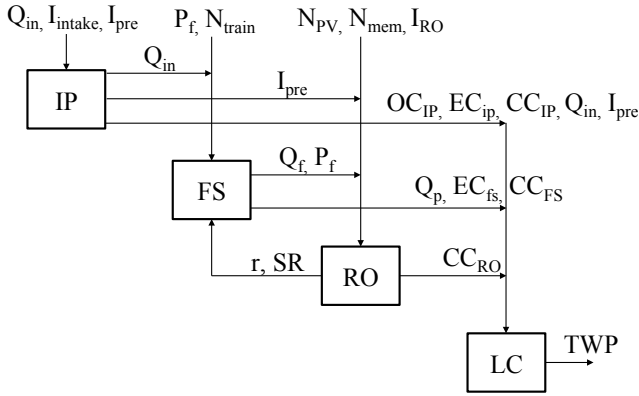 Q_in, I_intake, I_pre
P_f, N_train
N_PV, N_mem, I_RO
Q_in
IP
I_pre
OC_IP, EC_ip, CC_IP, Q_in, I_pre
Q_f, P_f
FS
Q_p, EC_fs, CC_FS
r, SR
RO
CC_RO
TWP
LC